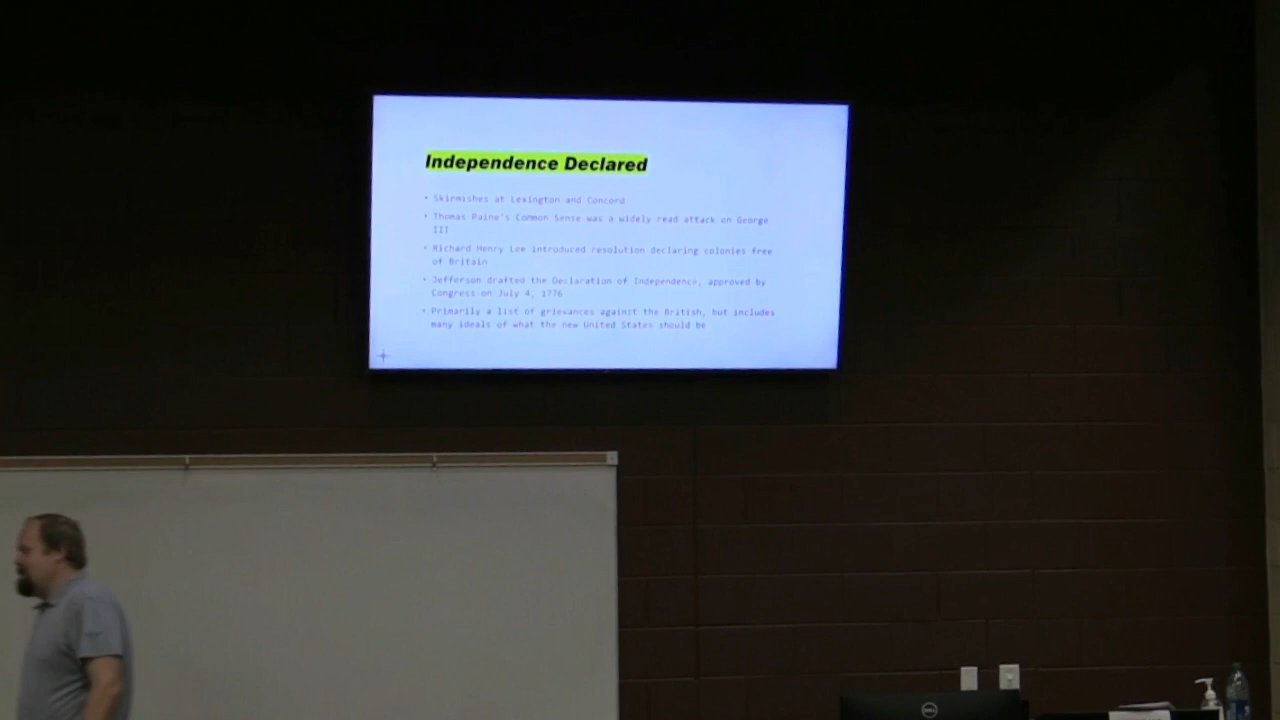 Independence Declared
• Skirmishes at Lexington and Concord
• Thomas Paine's Common Sense was a widely read attack on George
III
• Richard Henry Lee introduced resolution declaring colonies free
of Britain
• Jefferson drafted the Declaration of Independence, approved by
Congress on July 4, 1776
• Primarily a list of grievances against the British, but includes
many ideals of what the new United States should be
DELL